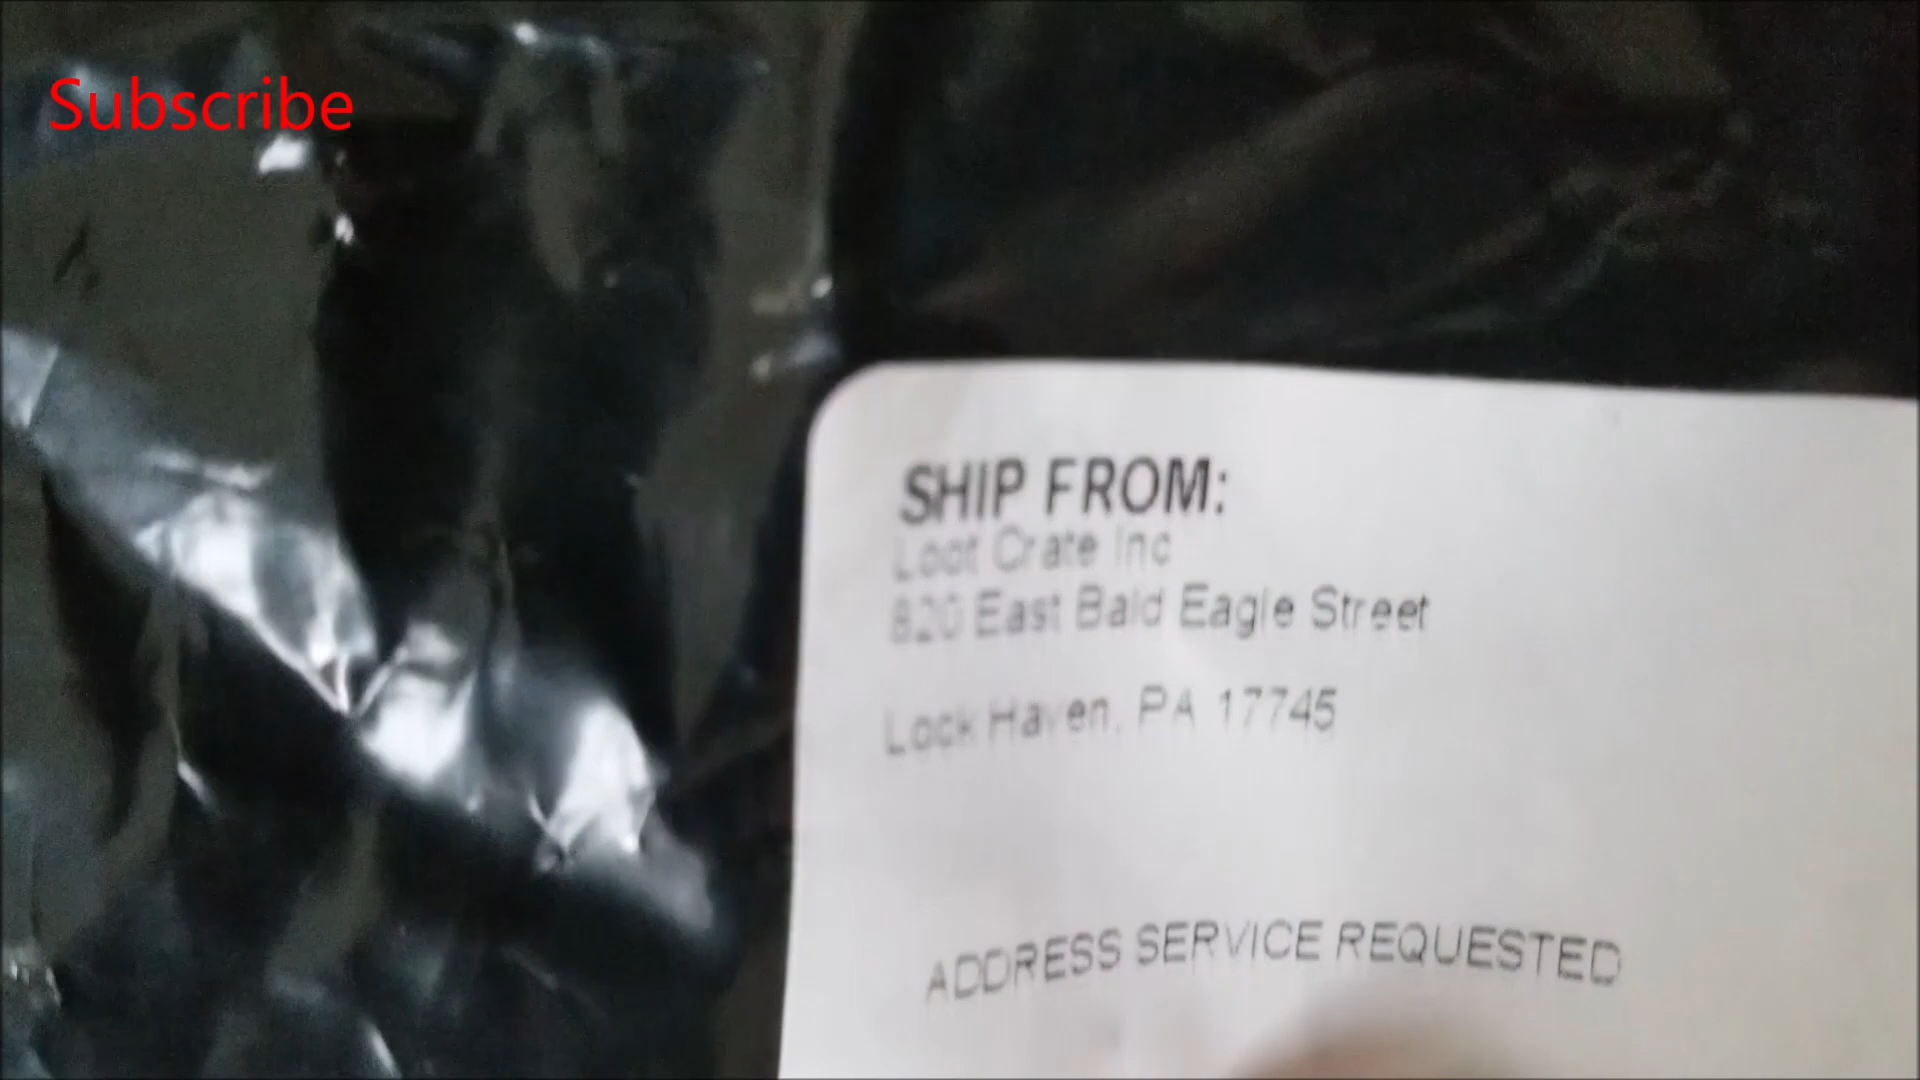 Subscribe
SHIP FROM:
Loot Crate Inc
820 East Bald Eagle Street
Lock Haven, PA 17745
ADDRESS SERVICE REQUESTED